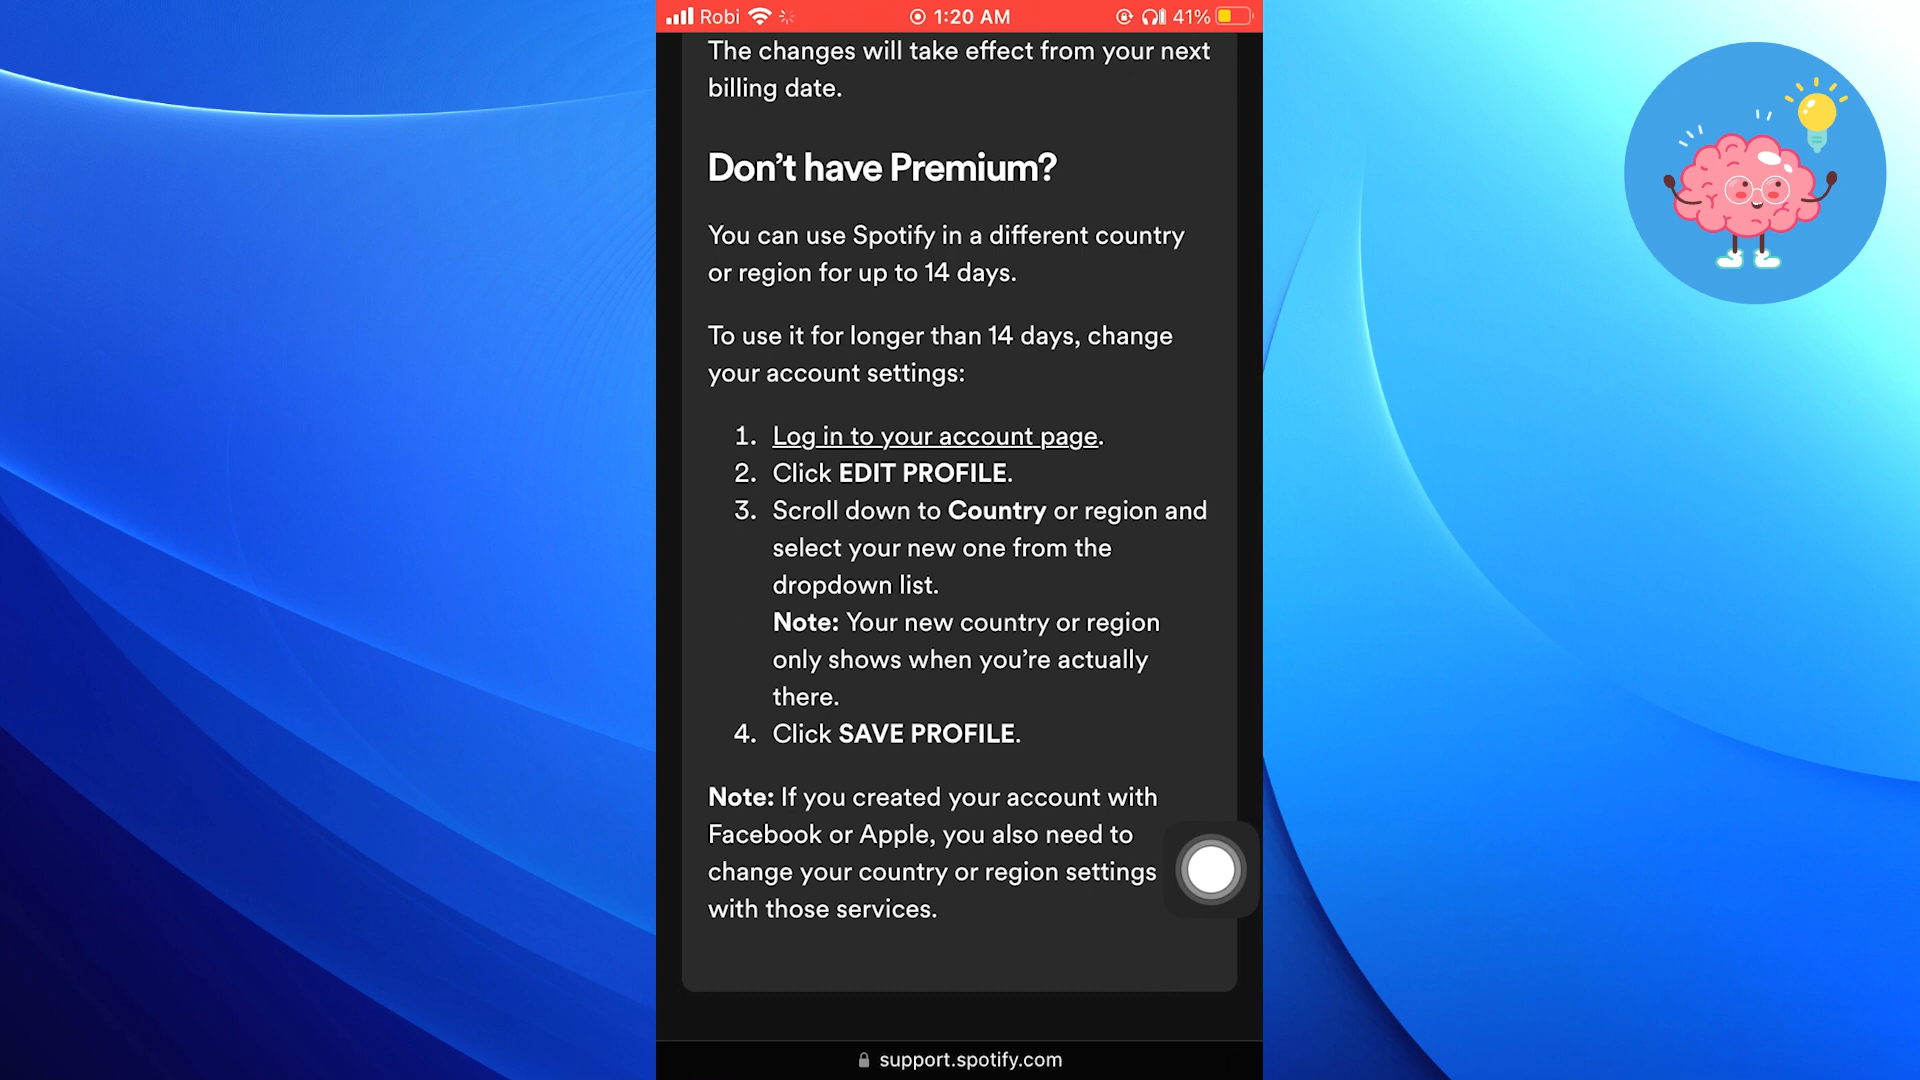 Robi 1:20 AM 41%
The changes will take effect from your next
billing date.
Don’t have Premium?
You can use Spotify in a different country
or region for up to 14 days.
To use it for longer than 14 days, change
your account settings:
1. Log in to your account page.
2. Click EDIT PROFILE.
3. Scroll down to Country or region and
select your new one from the
dropdown list.
Note: Your new country or region
only shows when you’re actually
there.
4. Click SAVE PROFILE.
Note: If you created your account with
Facebook or Apple, you also need to
change your country or region settings
with those services.
support.spotify.com